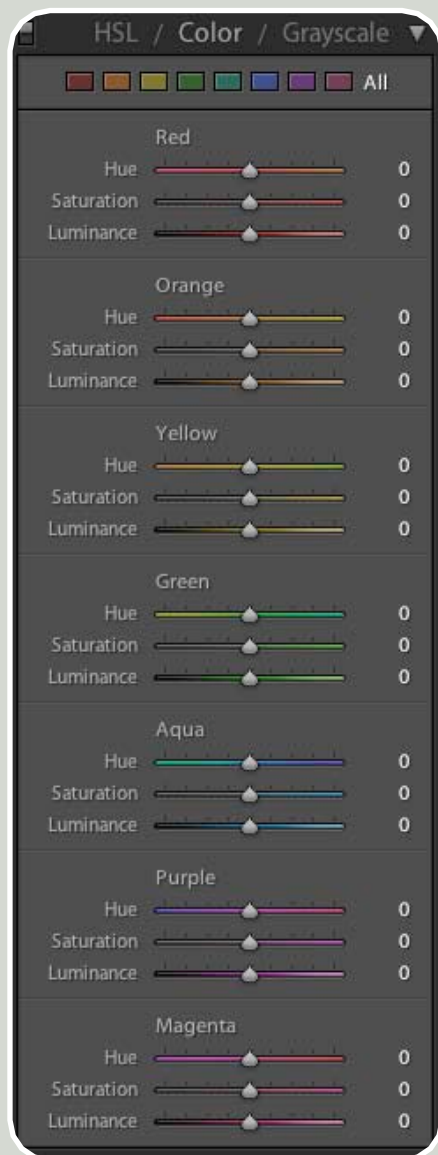 HSL / Color / Grayscale ▼
All
Red
Hue 0
Saturation 0
Luminance 0
Orange
Hue 0
Saturation 0
Luminance 0
Yellow
Hue 0
Saturation 0
Luminance 0
Green
Hue 0
Saturation 0
Luminance 0
Aqua
Hue 0
Saturation 0
Luminance 0
Purple
Hue 0
Saturation 0
Luminance 0
Magenta
Hue 0
Saturation 0
Luminance 0